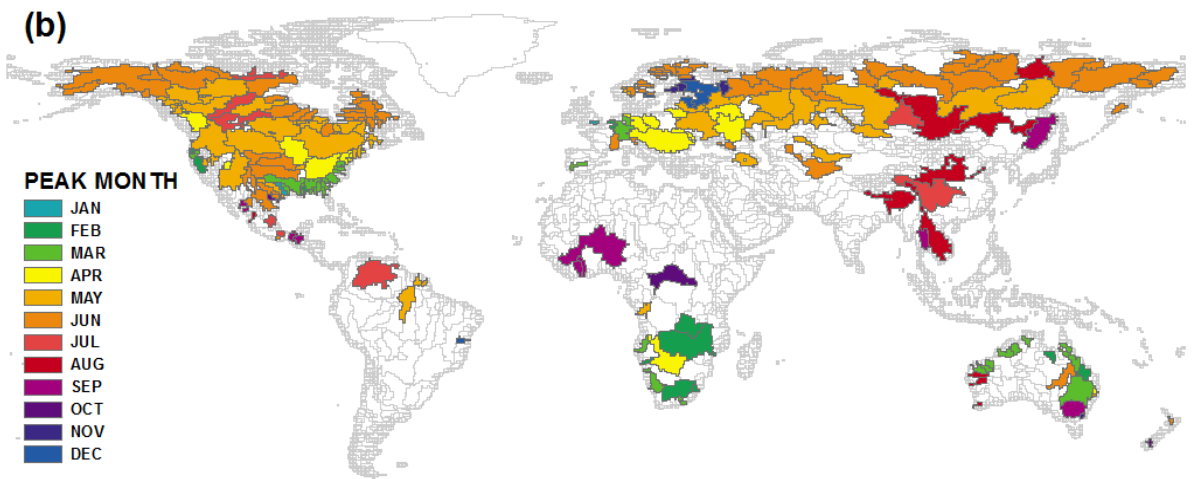 (b)
PEAK MONTH
JAN
FEB
MAR
APR
MAY
JUN
JUL
AUG
SEP
OCT
NOV
DEC